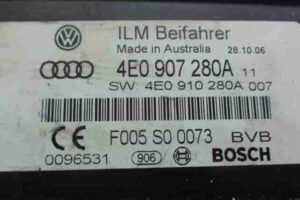 ILM Beifahrer
Made in Australia 28.10.06
4E0 907 280A 11
SW: 4E0 910 280A 007
CE F005 S0 0073 BVB
0096531 906 BOSCH